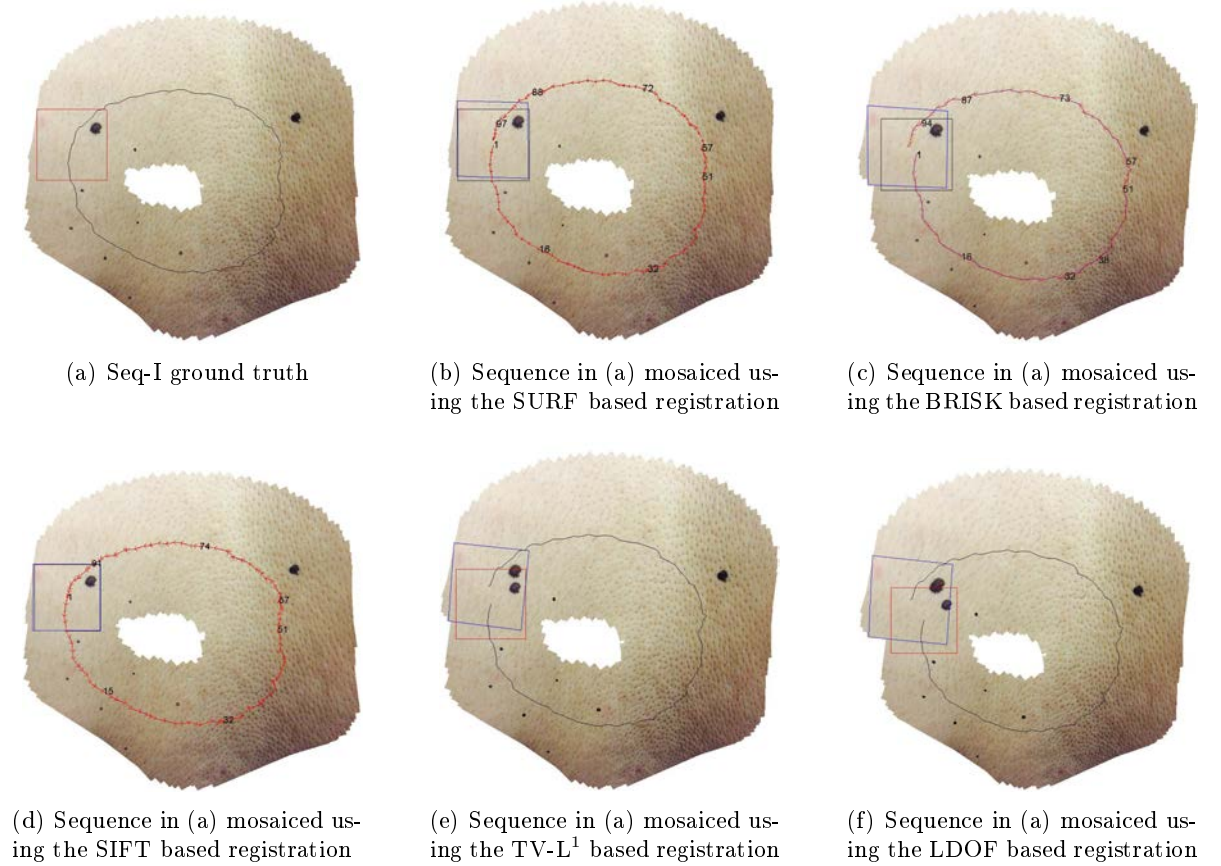 88
72
97
1
57
51
16
32
87
73
94
1
57
51
16
38
32
(a) Seq-I ground truth
(b) Sequence in (a) mosaiced us-
ing the SURF based registration
(c) Sequence in (a) mosaiced us-
ing the BRISK based registration
91
74
57
51
15
32
(d) Sequence in (a) mosaiced us-
ing the SIFT based registration
(e) Sequence in (a) mosaiced us-
ing the TV-L¹ based registration
(f) Sequence in (a) mosaiced us-
ing the LDOF based registration